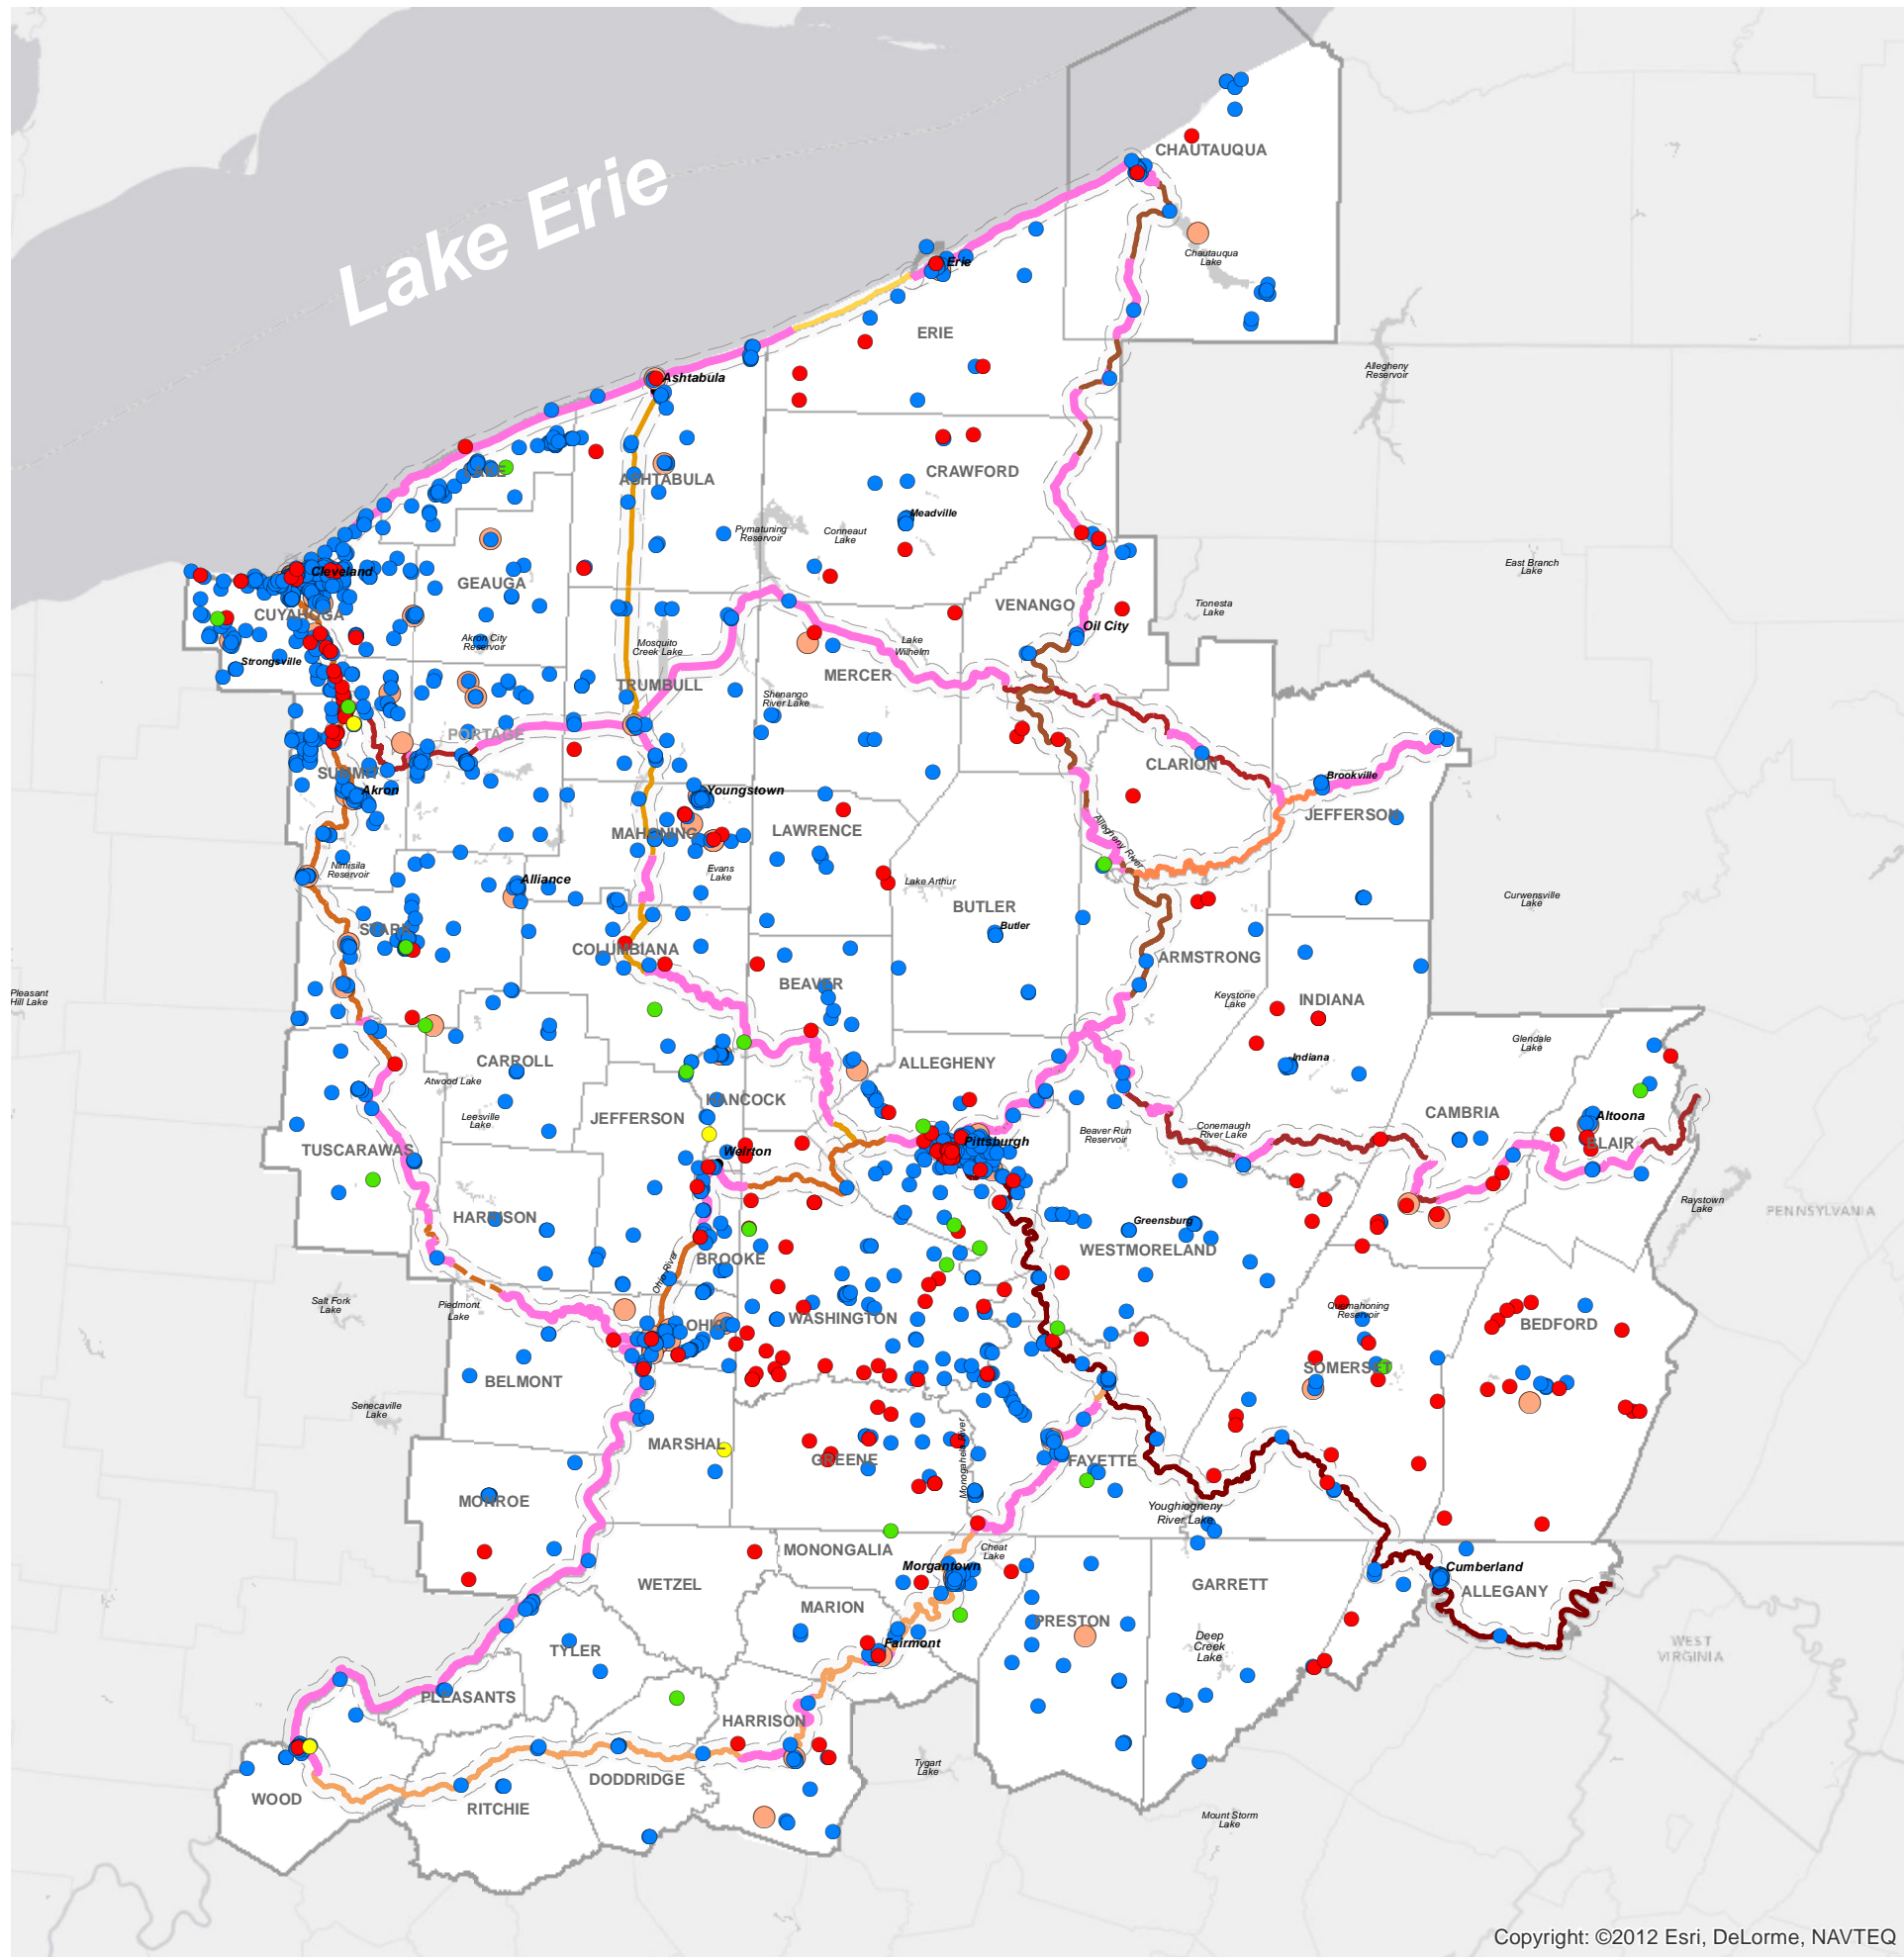 Lake Erie
CHAUTAUQUA
Chautauqua
Lake
Erie
ERIE
Allegheny
Reservoir
Ashtabula
CRAWFORD
ASHTABULA
Meadville
Pymatuning
Reservoir
Conneaut
Lake
Cleveland
GEAUGA
East Branch
Lake
CUYAHOGA
VENANGO
Tionesta
Lake
Oil City
Akron City
Reservoir
Mosquito
Creek Lake
Lake
Wilhelm
Strongsville
MERCER
TRUMBULL
Shenango
River Lake
PORTAGE
CLARION
SUMMIT
Brookville
Akron
Youngstown
JEFFERSON
MAHONING
LAWRENCE
Allegheny River
Nimisila
Reservoir
Evans
Lake
Lake Arthur
Alliance
Curwensville
Lake
BUTLER
Butler
STARK
COLUMBIANA
ARMSTRONG
BEAVER
Pleasant
Hill Lake
Keystone
Lake
INDIANA
Glendale
Lake
CARROLL
ALLEGHENY
Indiana
Atwood Lake
HANCOCK
Leesville
Lake
JEFFERSON
CAMBRIA
Altoona
Beaver Run
Reservoir
Conemaugh
River Lake
Pittsburgh
BLAIR
TUSCARAWAS
Weirton
Raystown
Lake
PENNSYLVANIA
HARRISON
Greensburg
WESTMORELAND
BROOKE
Ohio River
Salt Fork
Lake
Piedmont
Lake
Quamahoning
Reservoir
OHIO
WASHINGTON
BEDFORD
SOMERSET
BELMONT
Senecaville
Lake
MARSHAL
GREENE
Monogahela River
FAYETTE
MONROE
Youghiogheny
River Lake
MONONGALIA
Cheat
Lake
Morgantown
Cumberland
WETZEL
GARRETT
ALLEGANY
MARION
PRESTON
Fairmont
Deep
Creek
Lake
WEST
VIRGINIA
TYLER
PLEASANTS
HARRISON
Tygart
Lake
DODDRIDGE
WOOD
RITCHIE
Mount Storm
Lake
Copyright: ©2012 Esri, DeLorme, NAVTEQ